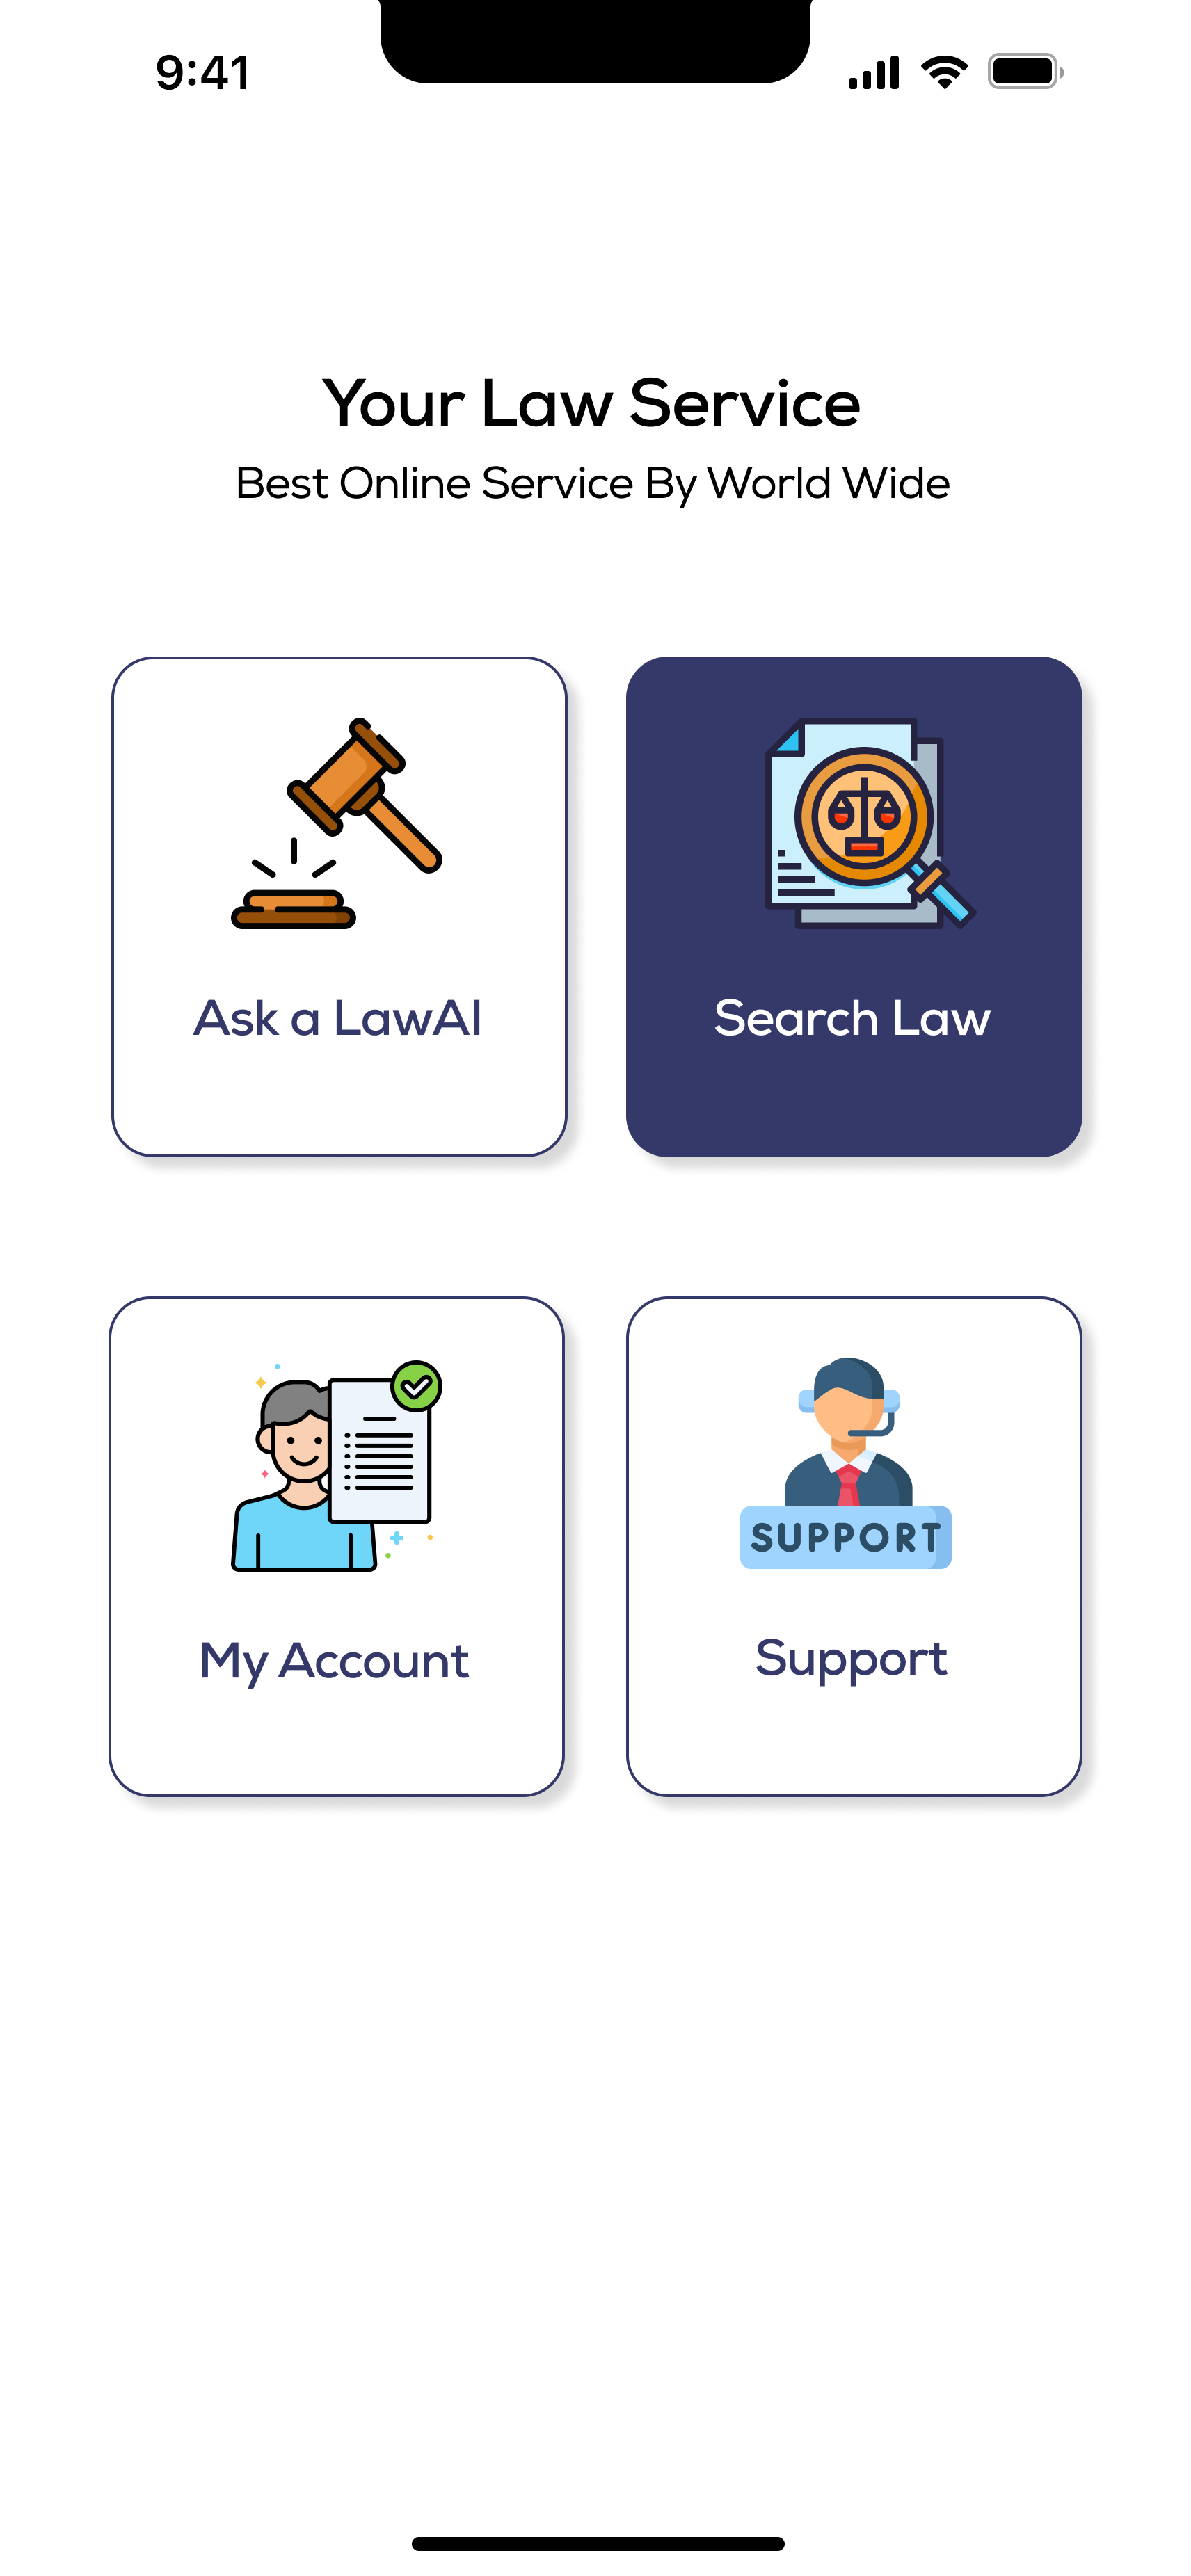 9:41
Your Law Service
Best Online Service By World Wide
Ask a LawAI
Search Law
SUPPORT
My Account
Support